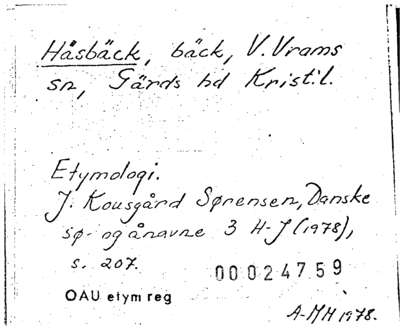 Håsbäck, bäck, V. Vrams
sn, Gärds hd Kristil.
Etymologi.
J. Kousgård Sørensen, Danske
sø- og ånavne 3 H-J (1978),
s. 207.
00024759
OAU etym reg
A-MH 1978.